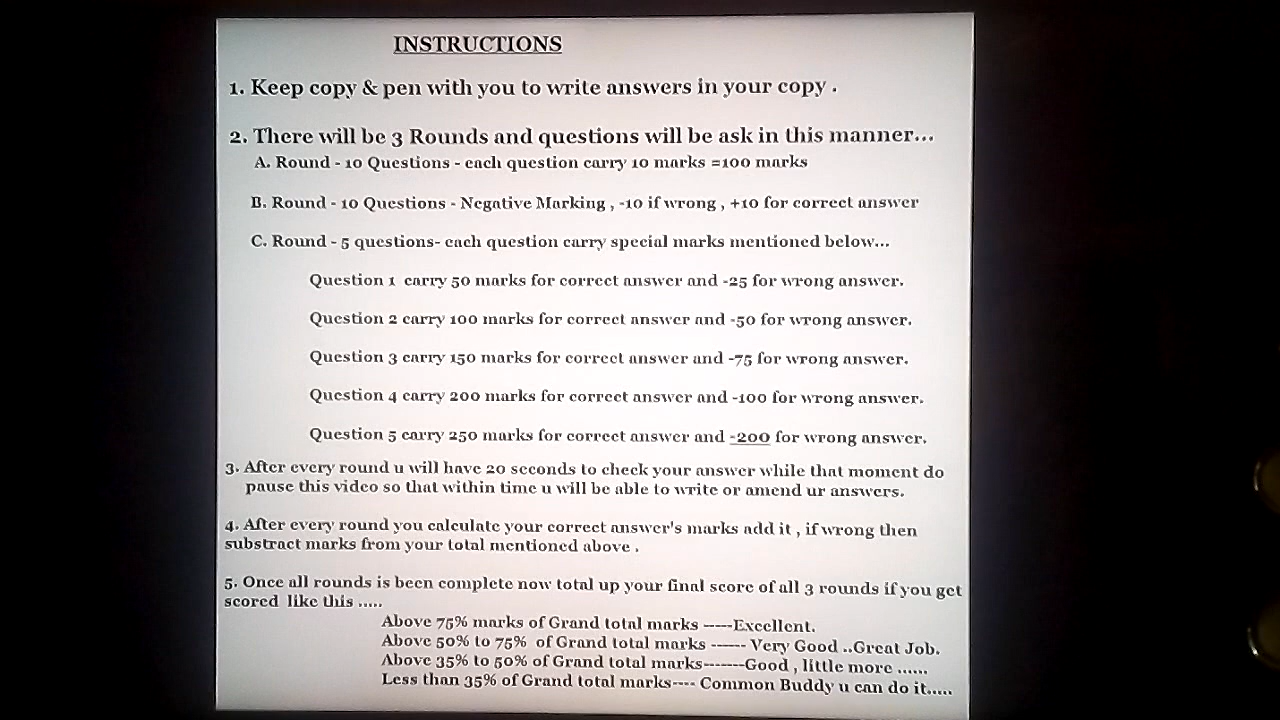 INSTRUCTIONS
1. Keep copy & pen with you to write answers in your copy .
2. There will be 3 Rounds and questions will be ask in this manner...
A. Round - 10 Questions - each question carry 10 marks =100 marks
B. Round - 10 Questions - Negative Marking , -10 if wrong , +10 for correct answer
C. Round - 5 questions- each question carry special marks mentioned below...
Question 1 carry 50 marks for correct answer and -25 for wrong answer.
Question 2 carry 100 marks for correct answer and -50 for wrong answer.
Question 3 carry 150 marks for correct answer and -75 for wrong answer.
Question 4 carry 200 marks for correct answer and -100 for wrong answer.
Question 5 carry 250 marks for correct answer and -200 for wrong answer.
3. After every round u will have 20 seconds to check your answer while that moment do
pause this video so that within time u will be able to write or amend ur answers.
4. After every round you calculate your correct answer's marks add it , if wrong then
substract marks from your total mentioned above .
5. Once all rounds is been complete now total up your final score of all 3 rounds if you get
scored like this .....
Above 75% marks of Grand total marks -----Excellent.
Above 50% to 75% of Grand total marks ------ Very Good ..Great Job.
Above 35% to 50% of Grand total marks-------Good , little more ......
Less than 35% of Grand total marks---- Common Buddy u can do it.....